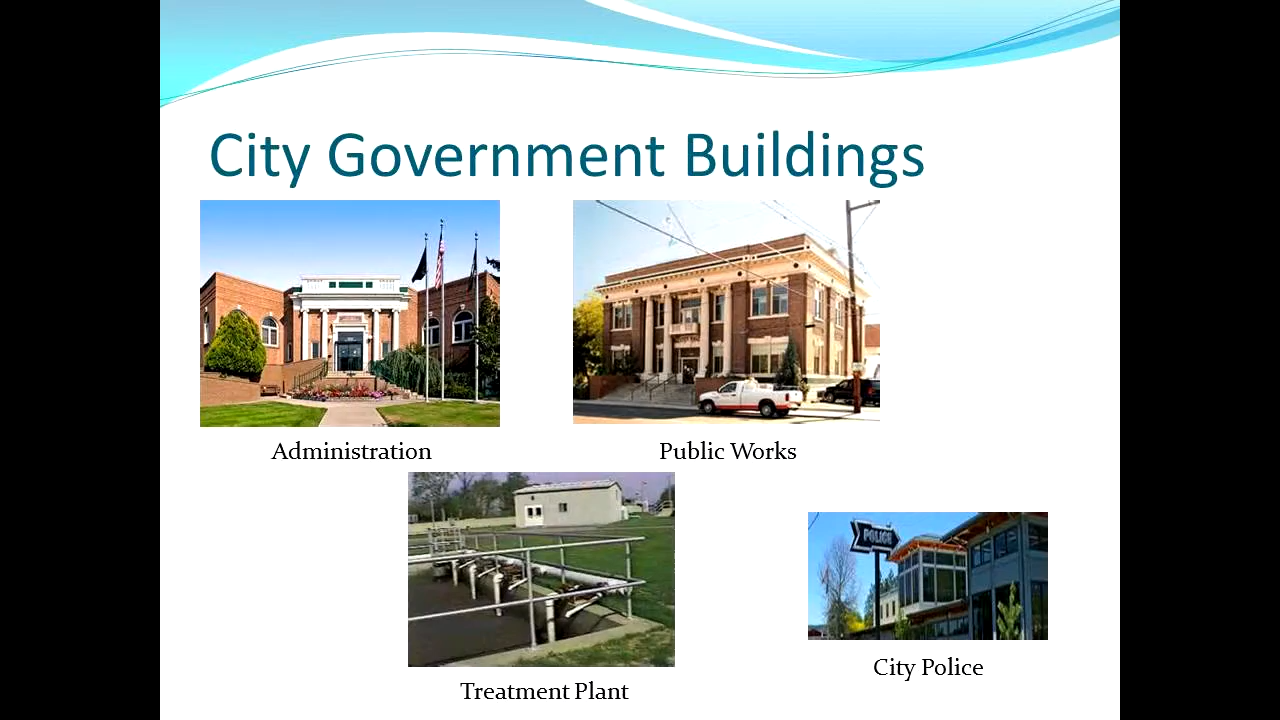 City Government Buildings
Administration
Public Works
POLICE
Treatment Plant
City Police